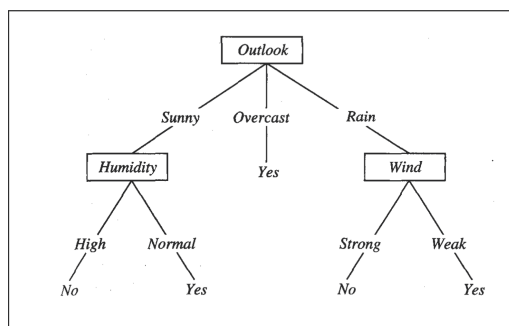 Outlook
Sunny Overcast Rain
Humidity Yes Wind
High Normal Strong Weak
No Yes No Yes